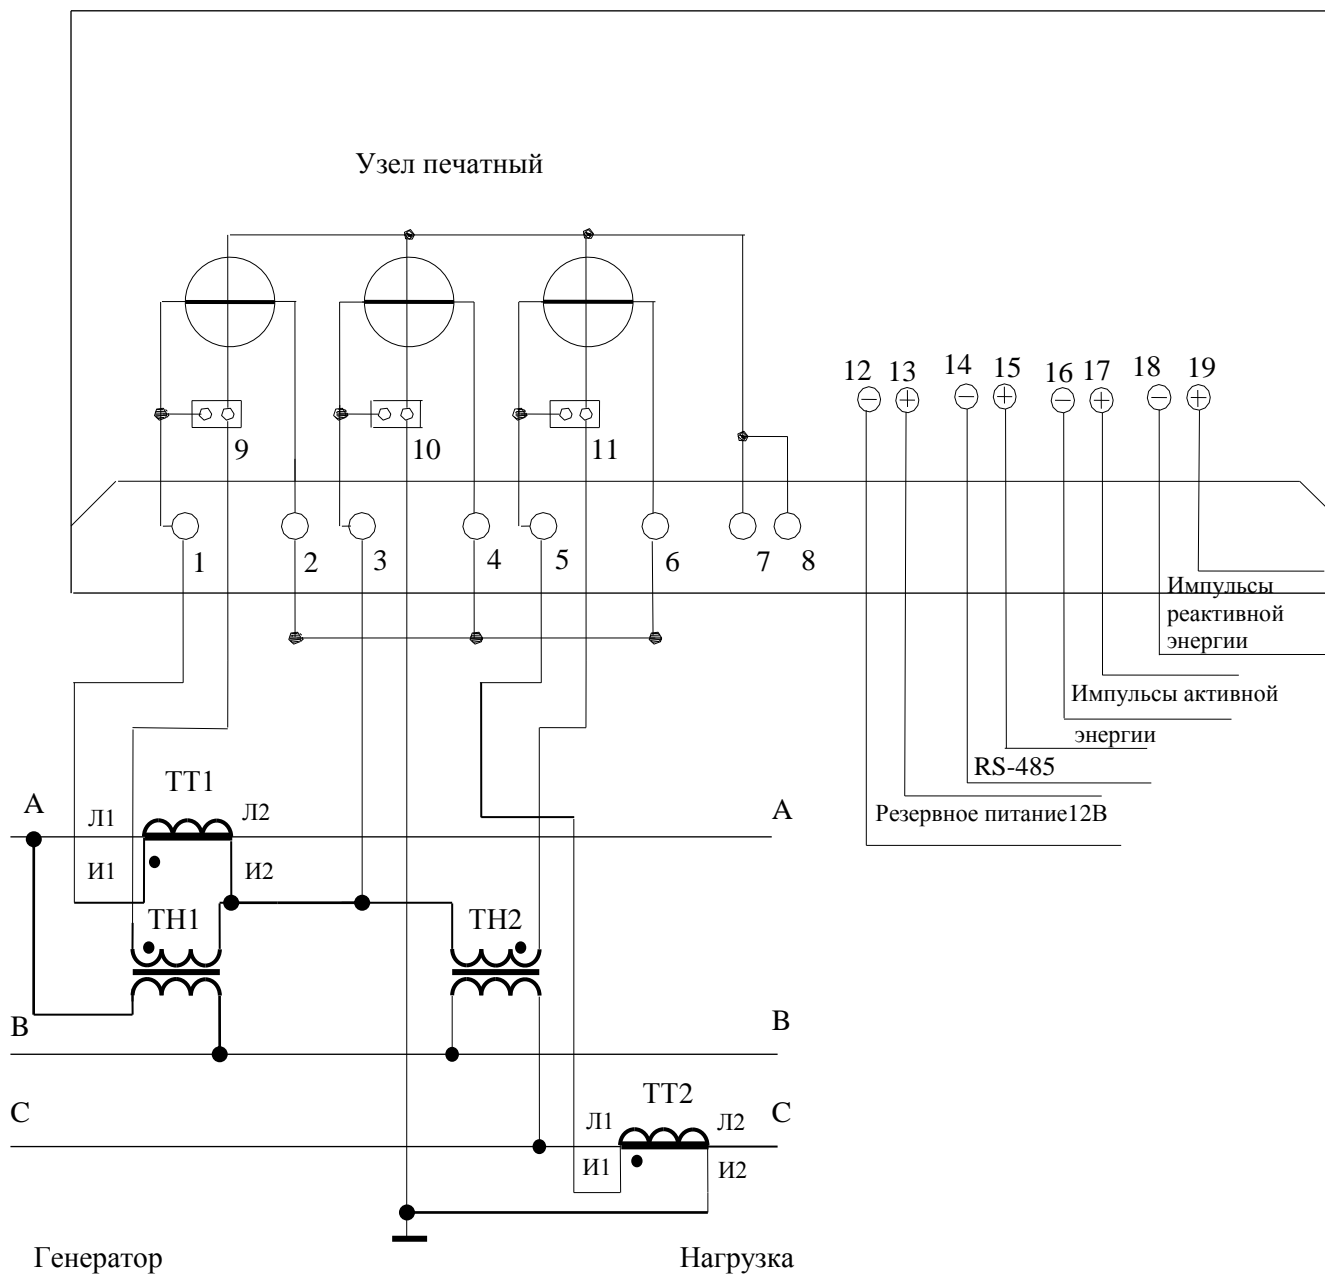 Узел печатный
12 13 14 15 16 17 18 19
9 10 11
1 2 3 4 5 6 7 8
Импульсы
реактивной
энергии
Импульсы активной
энергии
RS-485
Резервное питание12В
ТТ1
А Л1 Л2 А
И1 И2
ТН1 ТН2
В В
ТТ2
С Л1 Л2 С
И1 И2
Генератор Нагрузка